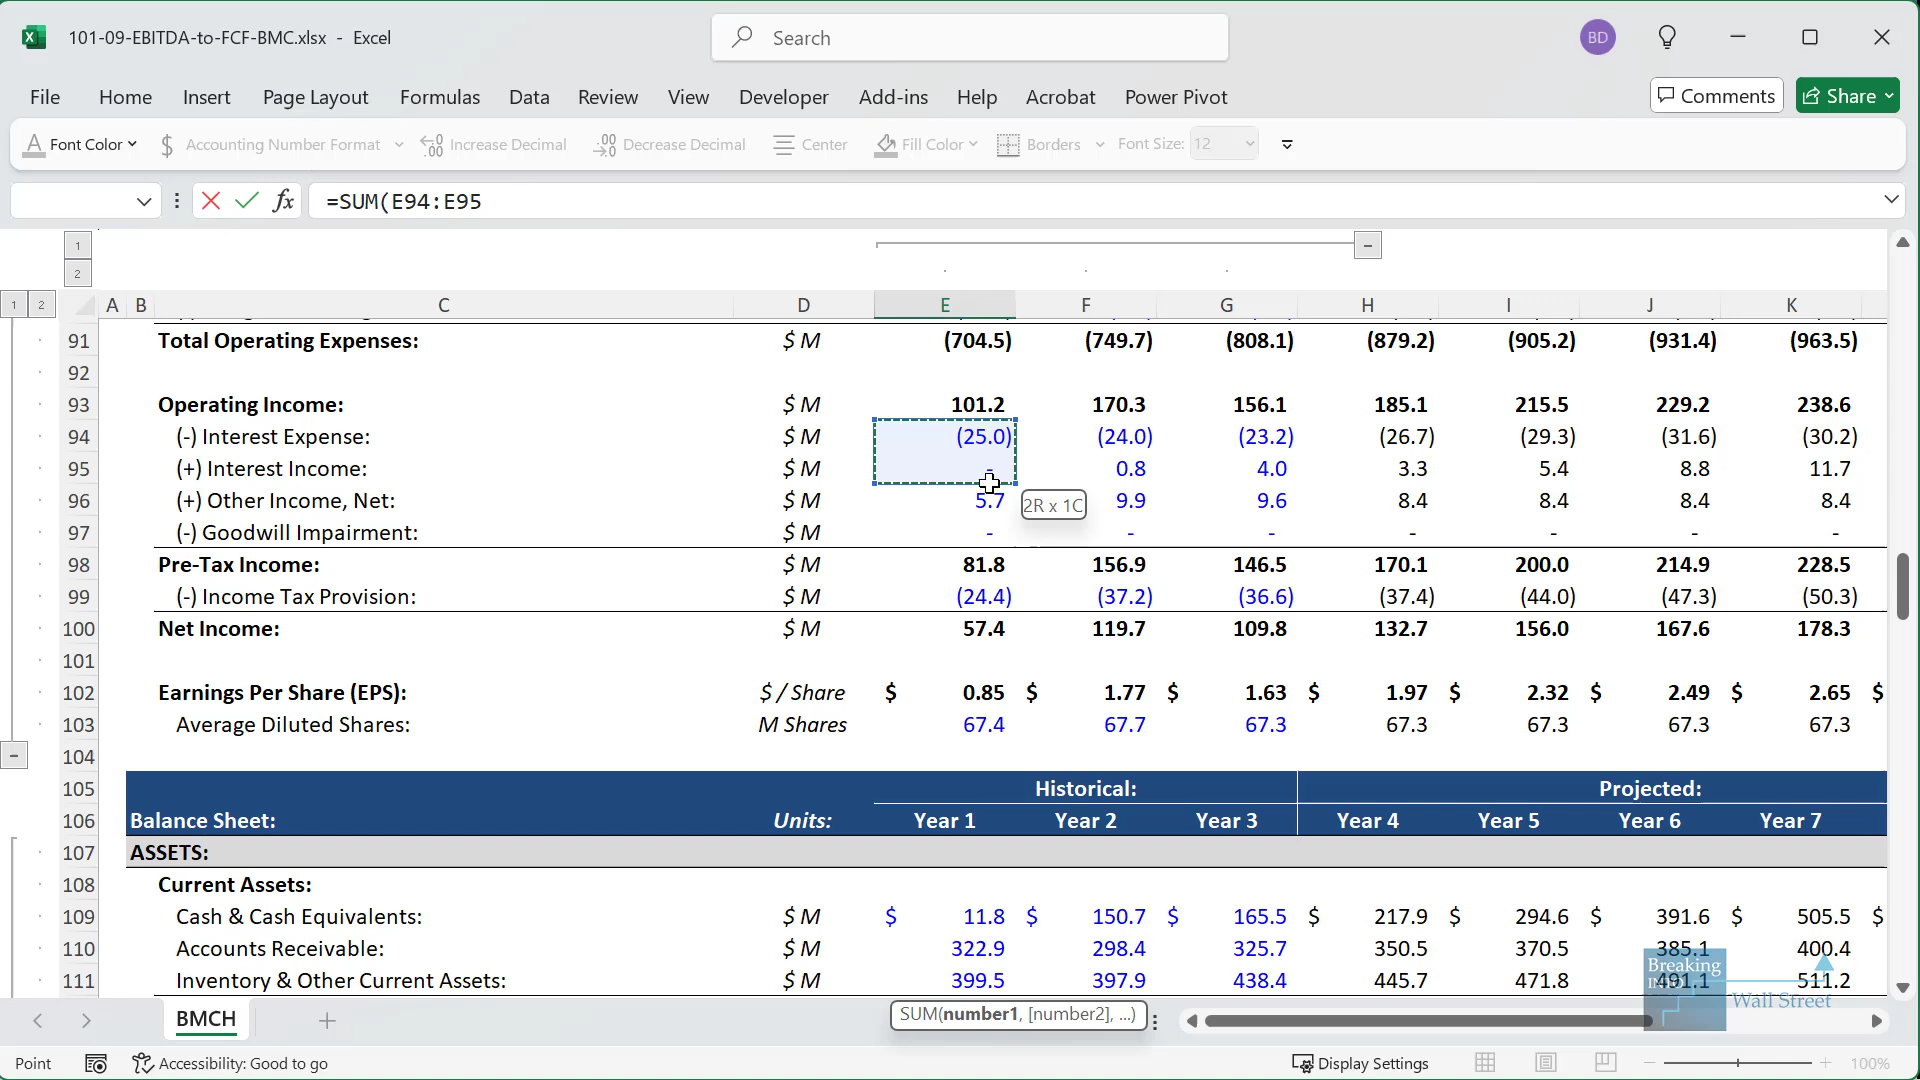 101-09-EBITDA-to-FCF-BMC.xlsx - Excel
Search
BD
File Home Insert Page Layout Formulas Data Review View Developer Add-ins Help Acrobat Power Pivot
Comments Share
Font Color Accounting Number Format Increase Decimal Decrease Decimal Center Fill Color Borders Font Size: 12
=SUM(E94:E95
1
2
1 2 A B C D E F G H I J K
91 Total Operating Expenses: $ M (704.5) (749.7) (808.1) (879.2) (905.2) (931.4) (963.5)
92
93 Operating Income: $ M 101.2 170.3 156.1 185.1 215.5 229.2 238.6
94 (-) Interest Expense: $ M (25.0) (24.0) (23.2) (26.7) (29.3) (31.6) (30.2)
95 (+) Interest Income: $ M - 0.8 4.0 3.3 5.4 8.8 11.7
96 (+) Other Income, Net: $ M 5.7 9.9 9.6 8.4 8.4 8.4 8.4
2R x 1C
97 (-) Goodwill Impairment: $ M - - - - - - -
98 Pre-Tax Income: $ M 81.8 156.9 146.5 170.1 200.0 214.9 228.5
99 (-) Income Tax Provision: $ M (24.4) (37.2) (36.6) (37.4) (44.0) (47.3) (50.3)
100 Net Income: $ M 57.4 119.7 109.8 132.7 156.0 167.6 178.3
101
102 Earnings Per Share (EPS): $ / Share $ 0.85 $ 1.77 $ 1.63 $ 1.97 $ 2.32 $ 2.49 $ 2.65 $
103 Average Diluted Shares: M Shares 67.4 67.7 67.3 67.3 67.3 67.3 67.3
104
105 Historical: Projected:
106 Balance Sheet: Units: Year 1 Year 2 Year 3 Year 4 Year 5 Year 6 Year 7
107 ASSETS:
108 Current Assets:
109 Cash & Cash Equivalents: $ M $ 11.8 $ 150.7 $ 165.5 $ 217.9 $ 294.6 $ 391.6 $ 505.5 $
110 Accounts Receivable: $ M 322.9 298.4 325.7 350.5 370.5 385.1 400.4
111 Inventory & Other Current Assets: $ M 399.5 397.9 438.4 445.7 471.8 491.1 511.2
Breaking
INTO
Wall Street
BMCH
SUM(number1, [number2], ...)
Point Accessibility: Good to go Display Settings 100%